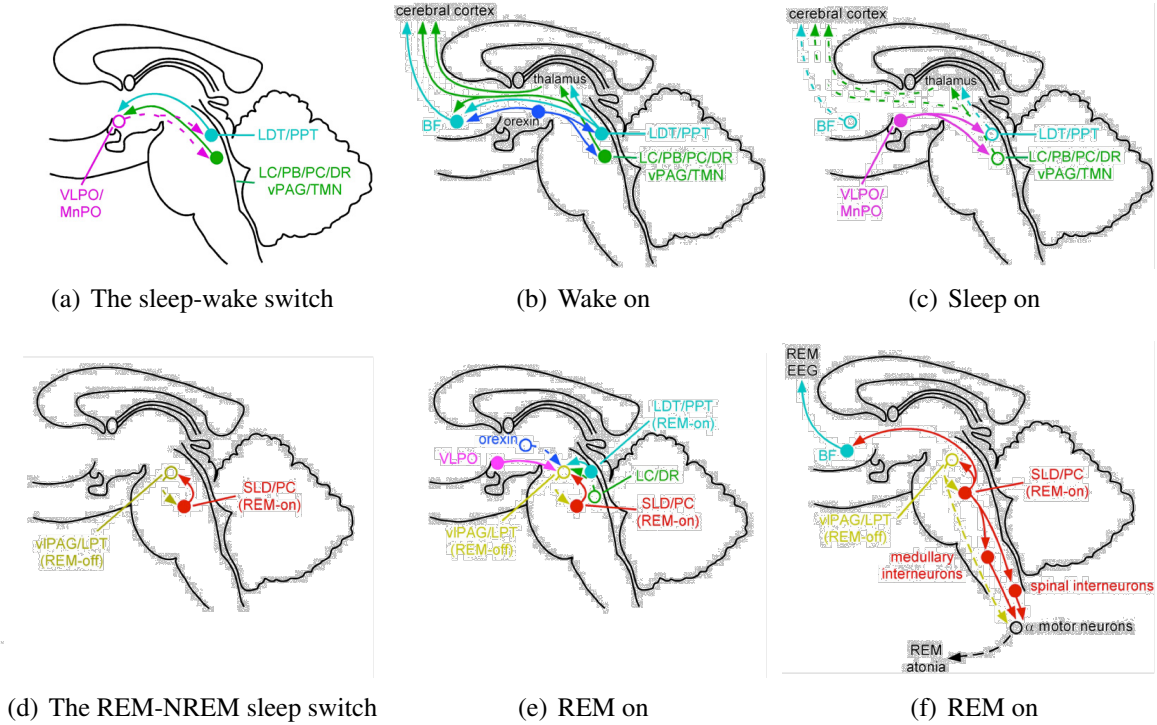 LDT/PPT
LC/PB/PC/DR
vPAG/TMN
VLPO/
MnPO
(a) The sleep-wake switch
cerebral cortex
thalamus
BF
orexin
LDT/PPT
LC/PB/PC/DR
vPAG/TMN
(b) Wake on
cerebral cortex
thalamus
BF
LDT/PPT
LC/PB/PC/DR
vPAG/TMN
VLPO/
MnPO
(c) Sleep on
SLD/PC
(REM-on)
vlPAG/LPT
(REM-off)
(d) The REM-NREM sleep switch
LDT/PPT
(REM-on)
orexin
VLPO
LC/DR
SLD/PC
(REM-on)
vlPAG/LPT
(REM-off)
(e) REM on
REM
EEG
BF
SLD/PC
(REM-on)
vlPAG/LPT
(REM-off)
medullary
interneurons
spinal interneurons
α motor neurons
REM
atonia
(f) REM on